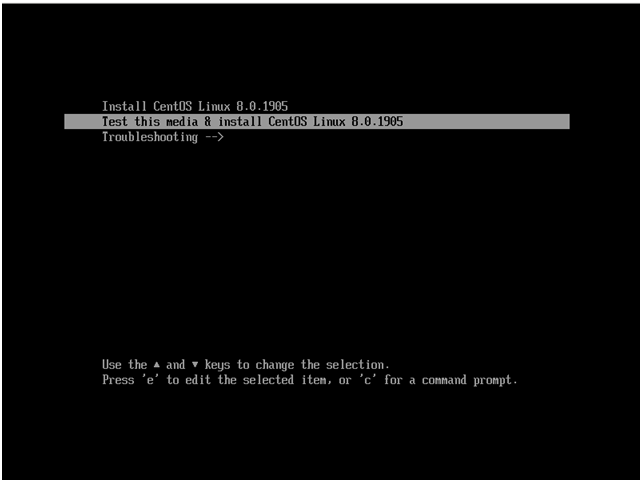 Install CentOS Linux 8.0.1905
Test this media & install CentOS Linux 8.0.1905
Troubleshooting -->
Use the ▲ and ▼ keys to change the selection.
Press 'e' to edit the selected item, or 'c' for a command prompt.